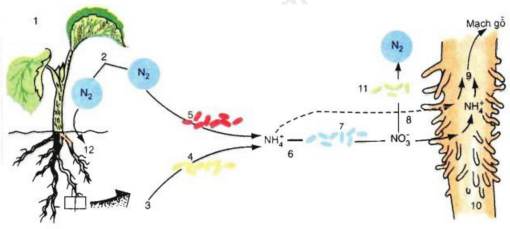 Mạch gỗ
1
2
N₂
N₂
N₂
11
9
5
7
8
NH₄⁺
12
4
NH₄⁺
6
NO₃⁻
3
10